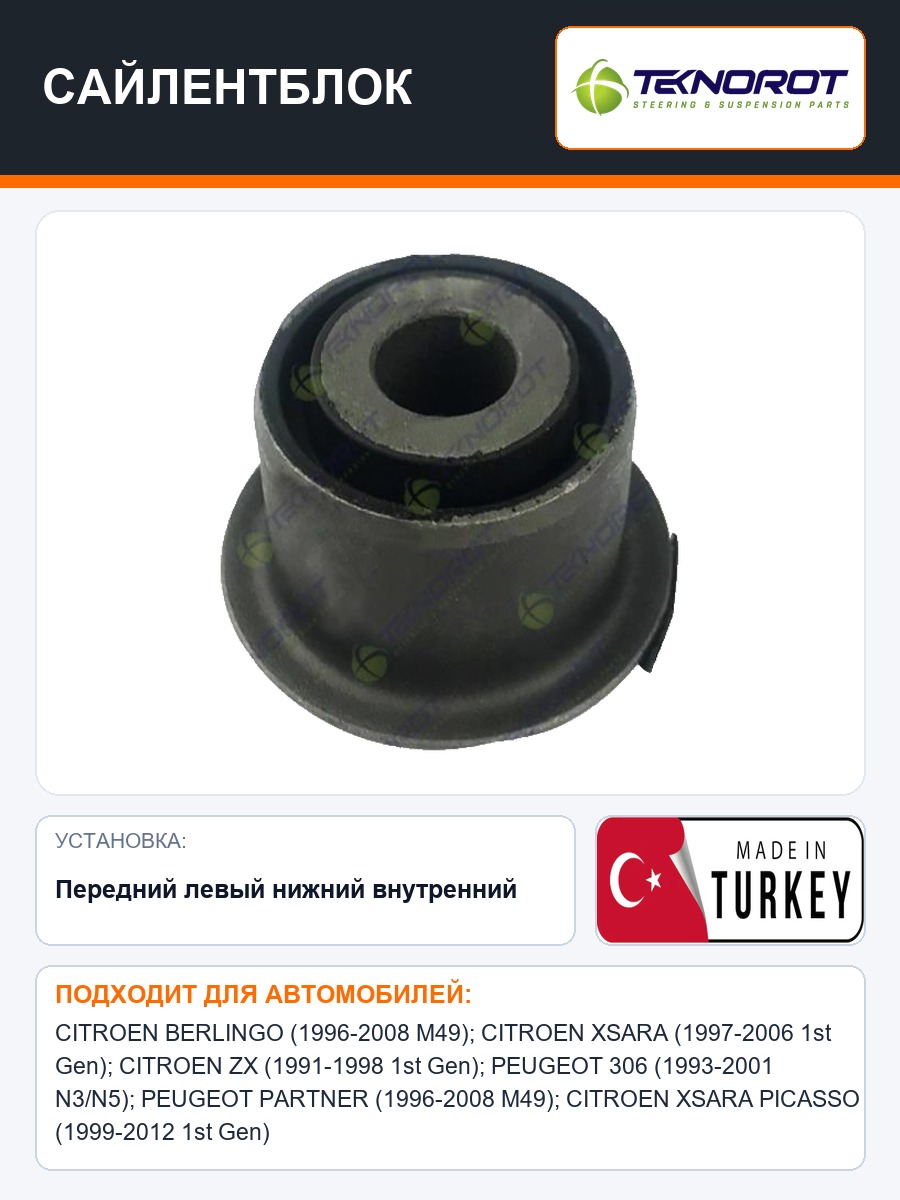 САЙЛЕНТБЛОК
TEKNOROT
STEERING & SUSPENSION PARTS
УСТАНОВКА:
Передний левый нижний внутренний
MADE IN
TURKEY
ПОДХОДИТ ДЛЯ АВТОМОБИЛЕЙ:
CITROEN BERLINGO (1996-2008 M49); CITROEN XSARA (1997-2006 1st
Gen); CITROEN ZX (1991-1998 1st Gen); PEUGEOT 306 (1993-2001
N3/N5); PEUGEOT PARTNER (1996-2008 M49); CITROEN XSARA PICASSO
(1999-2012 1st Gen)